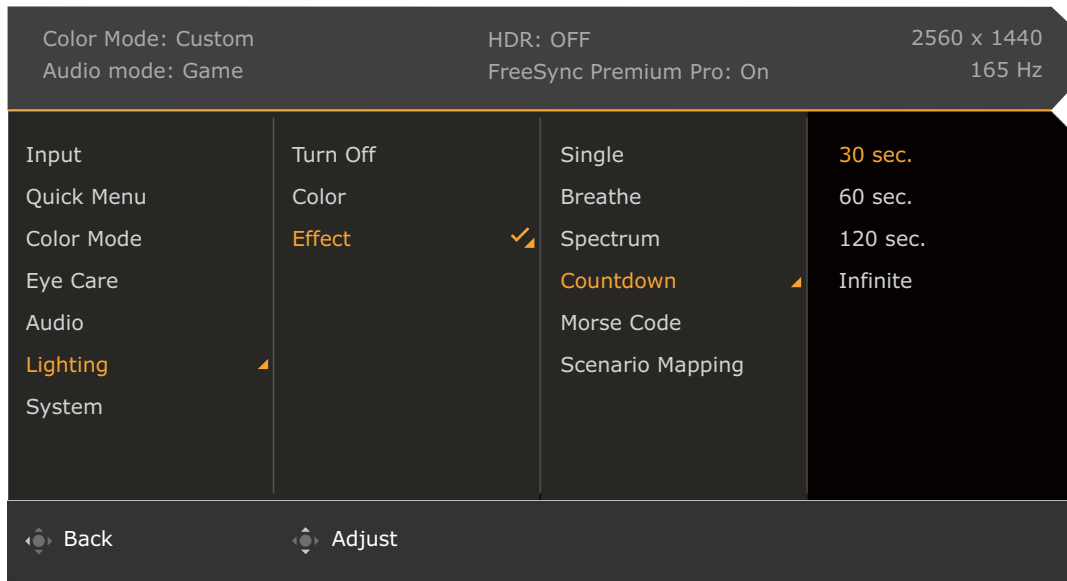 Color Mode: Custom
HDR: OFF
2560 x 1440
Audio mode: Game
FreeSync Premium Pro: On
165 Hz
Input
Quick Menu
Color Mode
Eye Care
Audio
Lighting
System
Turn Off
Color
Effect
Single
Breathe
Spectrum
Countdown
Morse Code
Scenario Mapping
30 sec.
60 sec.
120 sec.
Infinite
Back
Adjust